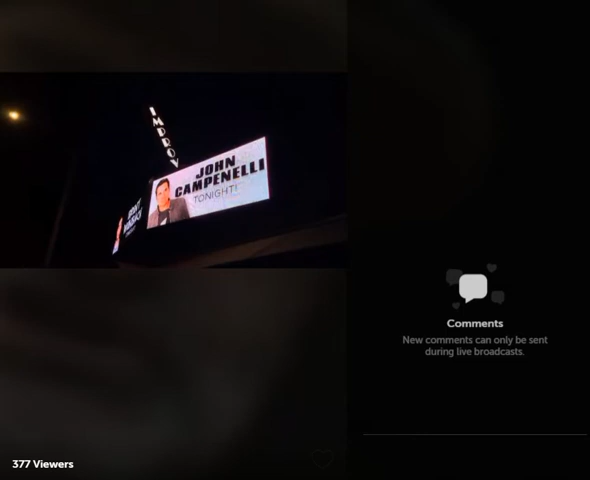 IMPROV
JOHN
CAMPENELLI
TONIGHT!
Comments
New comments can only be sent
during live broadcasts.
377 Viewers